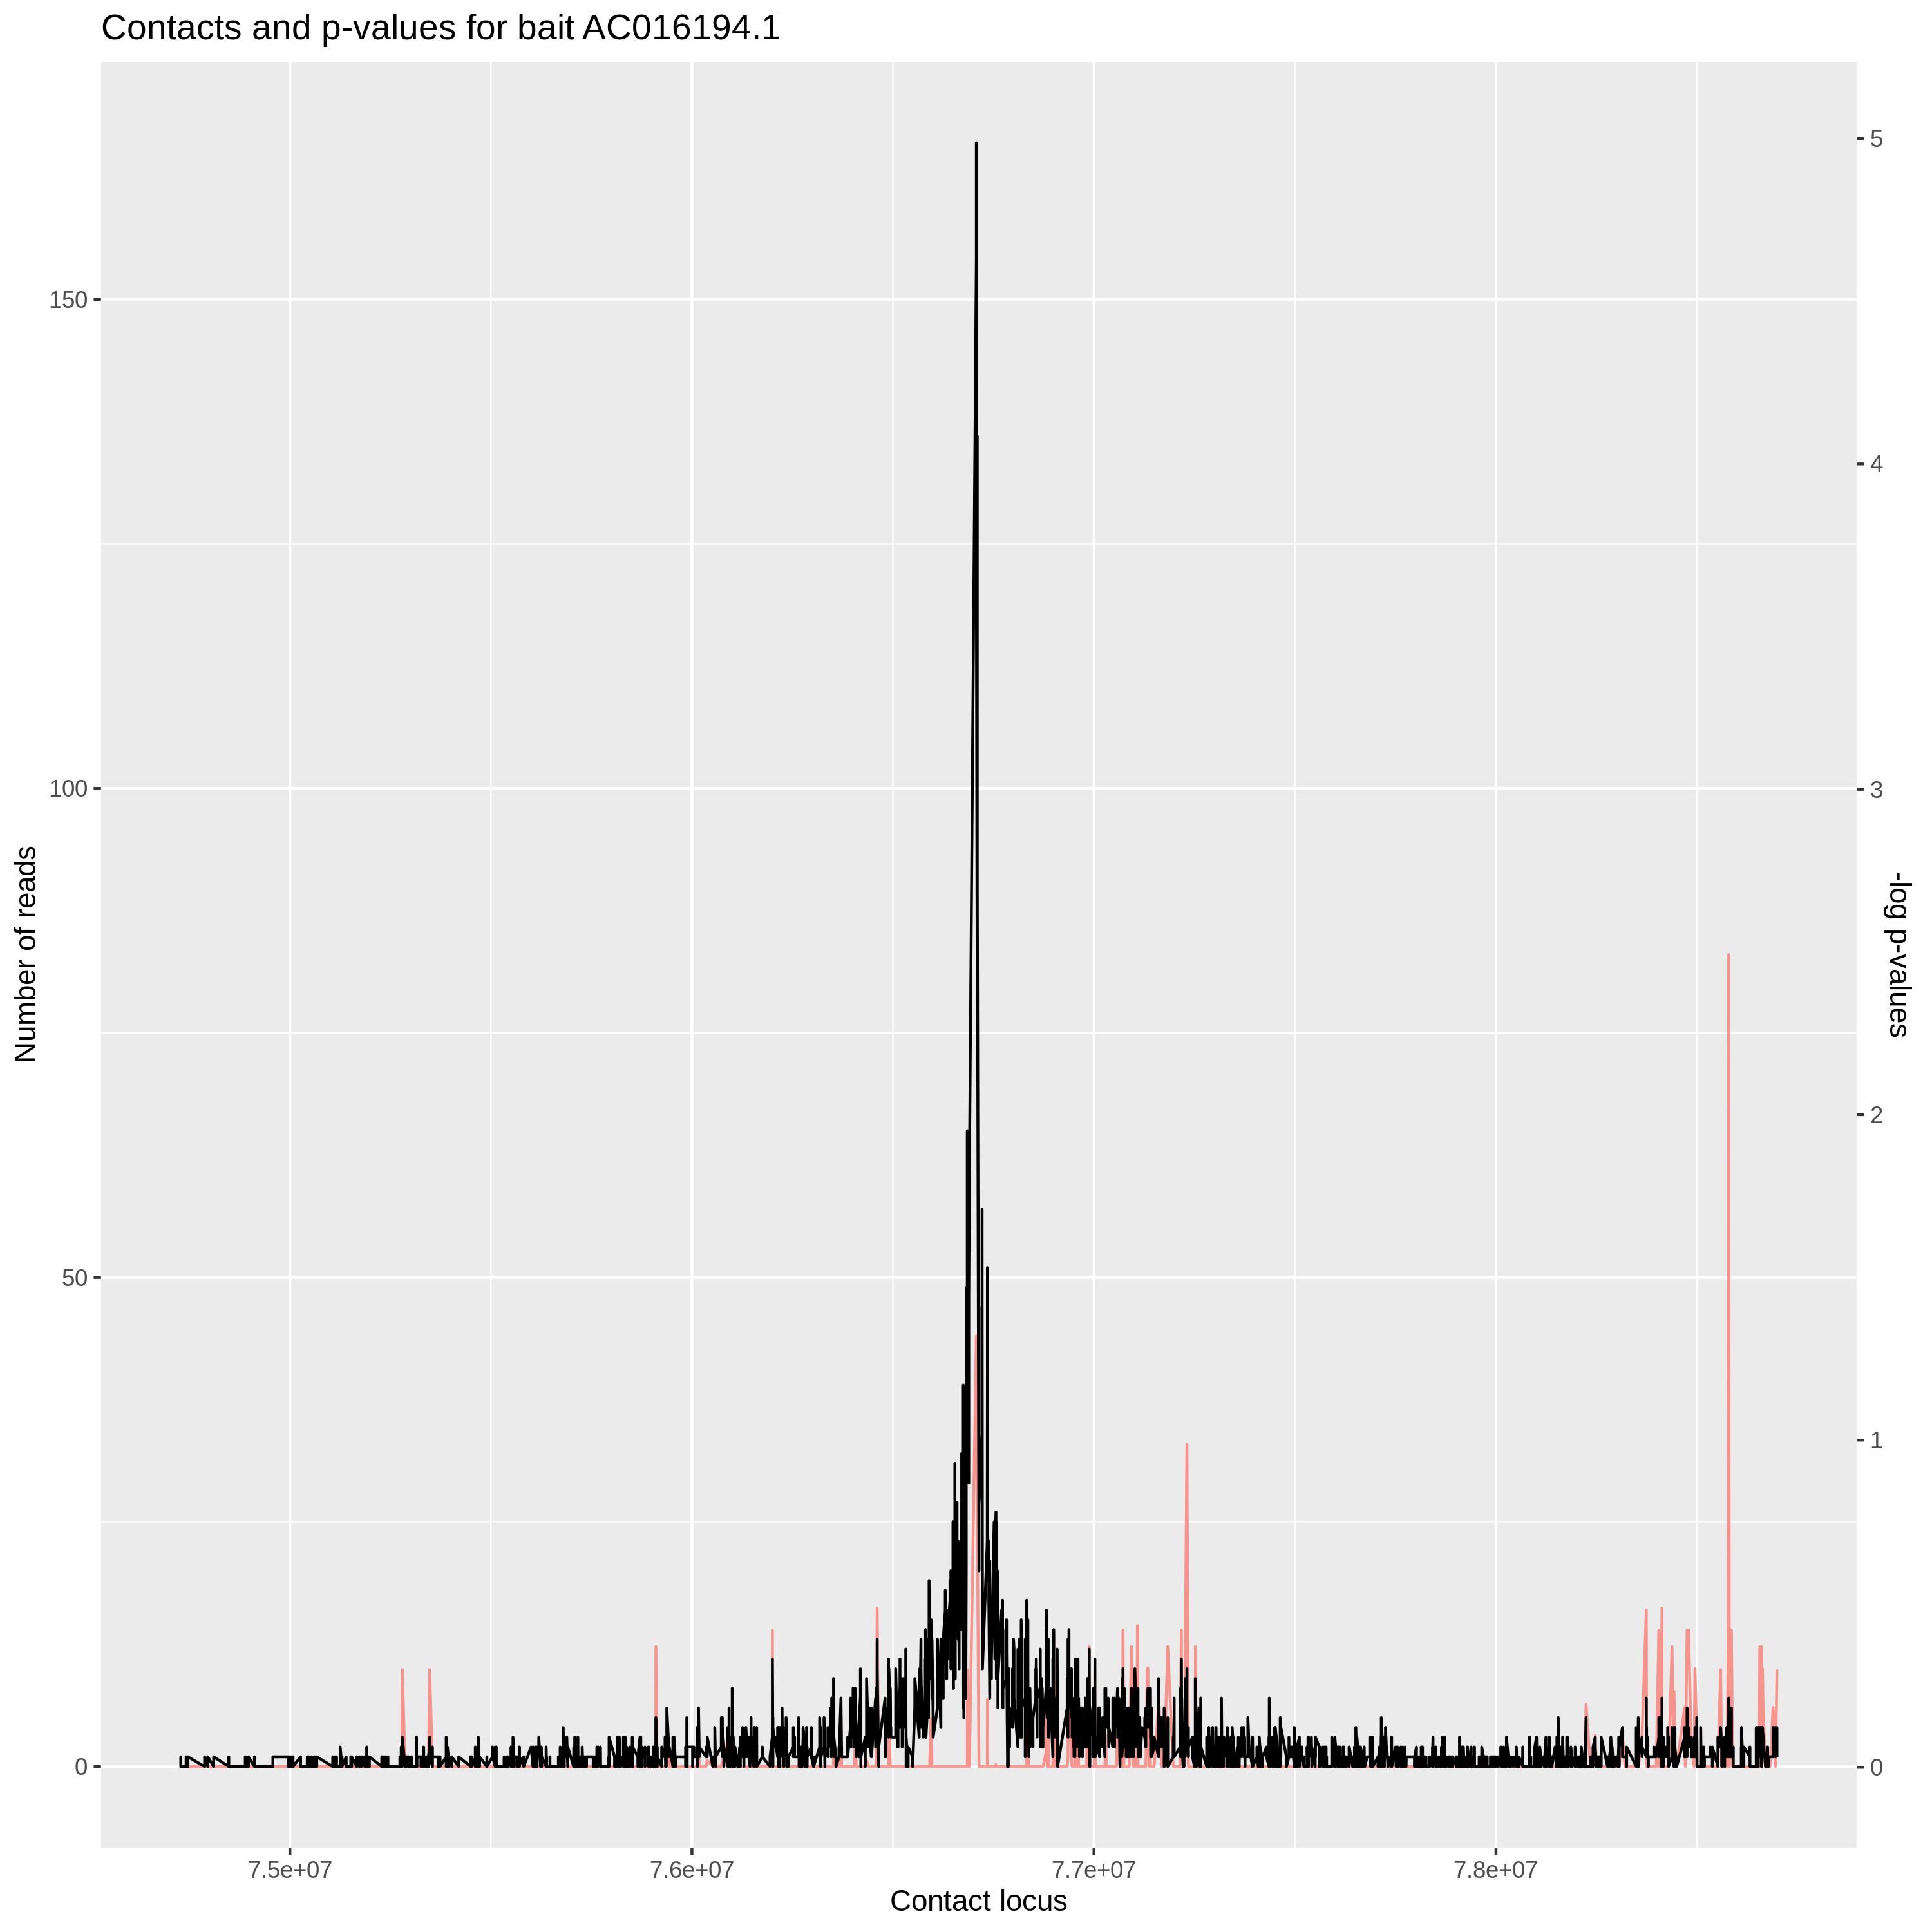 Contacts and p-values for bait AC016194.1
Number of reads
150
100
50
0
5
4
3
2
1
0
-log p-values
7.5e+07 7.6e+07 7.7e+07 7.8e+07
Contact locus